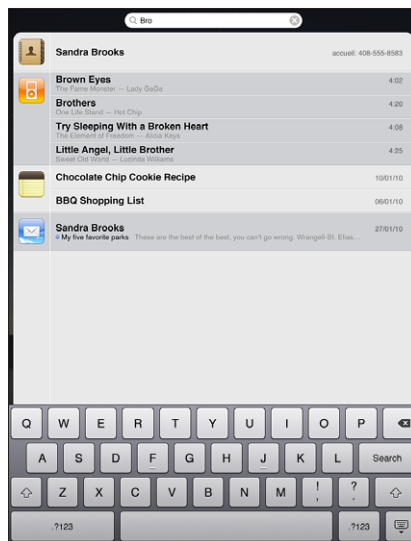 Bro
Sandra Brooks accueil: 408-555-8583
Brown Eyes 4:02
The Fame Monster — Lady GaGa
Brothers 4:20
One Life Stand — Hot Chip
Try Sleeping With a Broken Heart 4:08
The Element of Freedom — Alicia Keys
Little Angel, Little Brother 4:25
Sweet Old World — Lucinda Williams
Chocolate Chip Cookie Recipe 10/01/10
BBQ Shopping List 06/01/10
Sandra Brooks 27/01/10
My five favorite parks These are the best of the best, you can't go wrong. Wrangell-St. Elias...
Q W E R T Y U I O P
A S D F G H J K L Search
Z X C V B N M ! , ? .
.?123 .?123